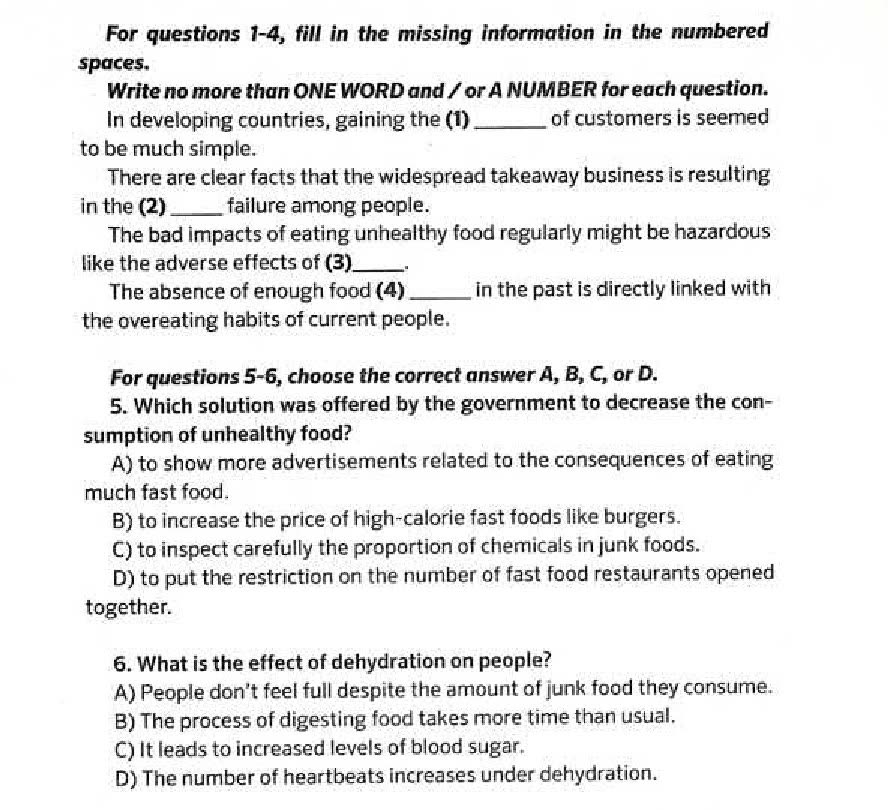 For questions 1-4, fill in the missing information in the numbered
spaces.
Write no more than ONE WORD and / or A NUMBER for each question.
In developing countries, gaining the (1) ______ of customers is seemed
to be much simple.
There are clear facts that the widespread takeaway business is resulting
in the (2) ____ failure among people.
The bad impacts of eating unhealthy food regularly might be hazardous
like the adverse effects of (3)____.
The absence of enough food (4) _____ in the past is directly linked with
the overeating habits of current people.
For questions 5-6, choose the correct answer A, B, C, or D.
5. Which solution was offered by the government to decrease the con-
sumption of unhealthy food?
A) to show more advertisements related to the consequences of eating
much fast food.
B) to increase the price of high-calorie fast foods like burgers.
C) to inspect carefully the proportion of chemicals in junk foods.
D) to put the restriction on the number of fast food restaurants opened
together.
6. What is the effect of dehydration on people?
A) People don't feel full despite the amount of junk food they consume.
B) The process of digesting food takes more time than usual.
C) It leads to increased levels of blood sugar.
D) The number of heartbeats increases under dehydration.